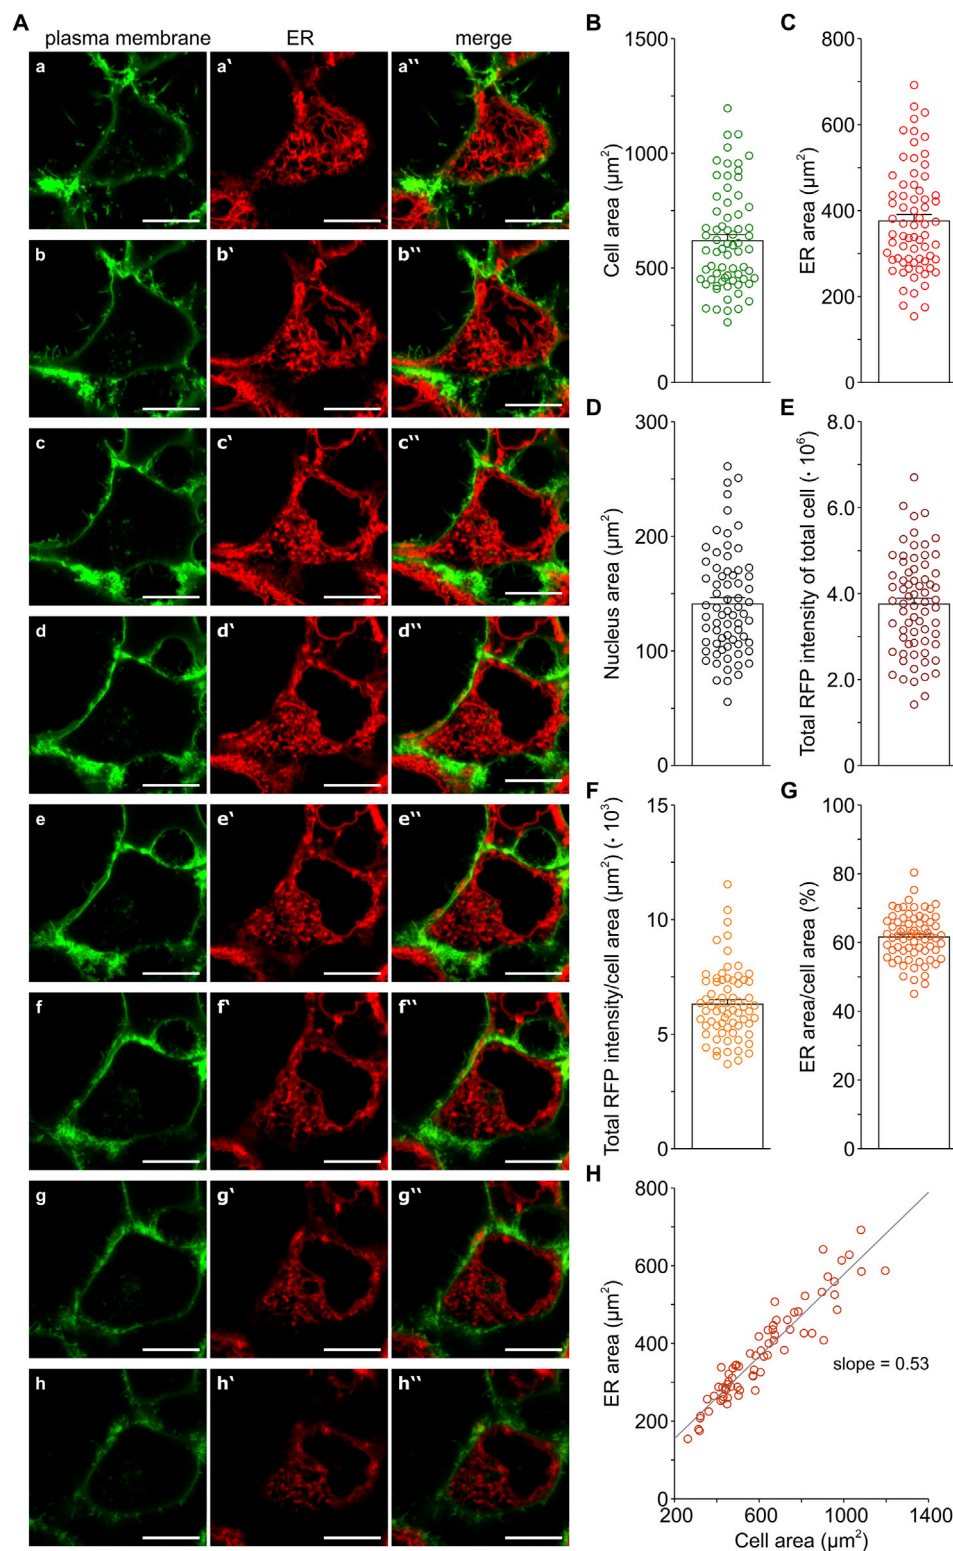 A
plasma membrane ER merge
a a‵ a‵‵
b b‵ b‵‵
c c‵ c‵‵
d d‵ d‵‵
e e‵ e‵‵
f f‵ f‵‵
g g‵ g‵‵
h h‵ h‵‵
B
Cell area (µm²)
1500
1000
500
0
C
ER area (µm²)
800
600
400
200
0
D
Nucleus area (µm²)
300
200
100
0
E
Total RFP intensity of total cell (· 10⁶)
8.0
6.0
4.0
2.0
0
F
Total RFP intensity/cell area (µm²) (· 10³)
15
10
5
0
G
ER area/cell area (%)
100
80
60
40
20
0
H
ER area (µm²)
800
600
400
200
0
slope = 0.53
200 600 1000 1400
Cell area (µm²)